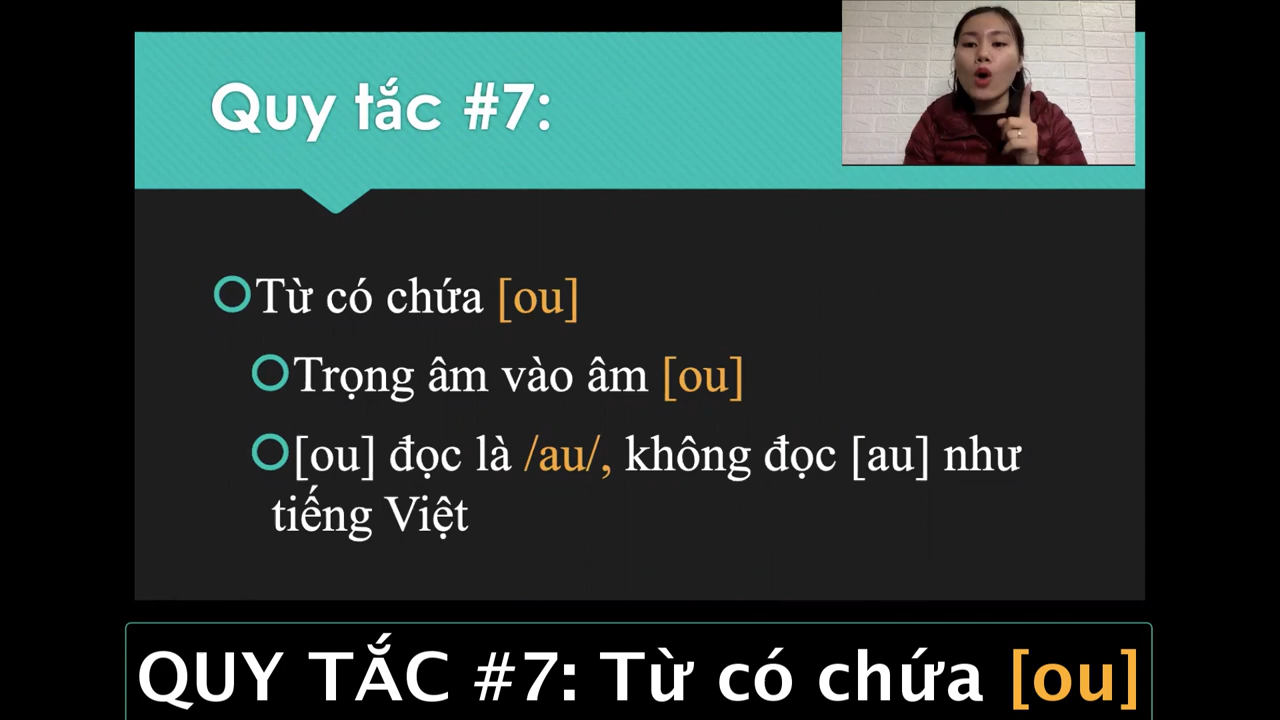 Quy tắc #7:
Từ có chứa [ou]
Trọng âm vào âm [ou]
[ou] đọc là /au/, không đọc [au] như
tiếng Việt
QUY TẮC #7: Từ có chứa [ou]